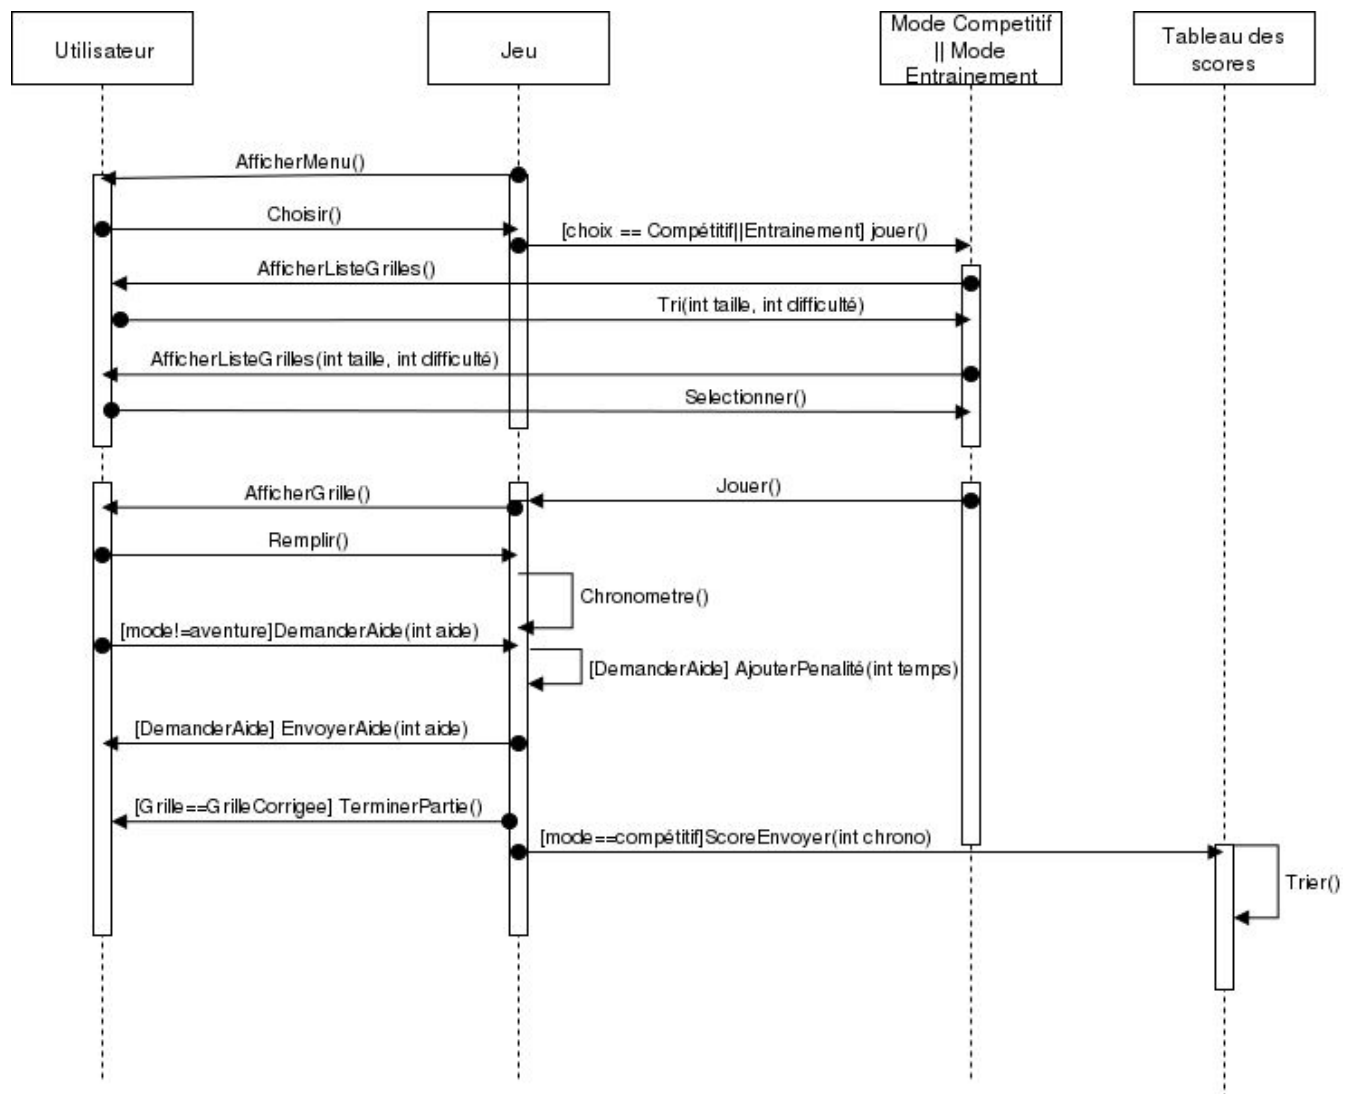 Utilisateur
Jeu
Mode Competitif
|| Mode
Entrainement
Tableau des
scores
AfficherMenu()
Choisir()
[choix == Compétitif||Entrainement] jouer()
AfficherListeGrilles()
Tri(int taille, int difficulté)
AfficherListeGrilles(int taille, int difficulté)
Selectionner()
Jouer()
AfficherGrille()
Remplir()
Chronometre()
[mode!=aventure]DemanderAide(int aide)
[DemanderAide] AjouterPenalité(int temps)
[DemanderAide] EnvoyerAide(int aide)
[Grille==GrilleCorrigee] TerminerPartie()
[mode==compétitif]ScoreEnvoyer(int chrono)
Trier()